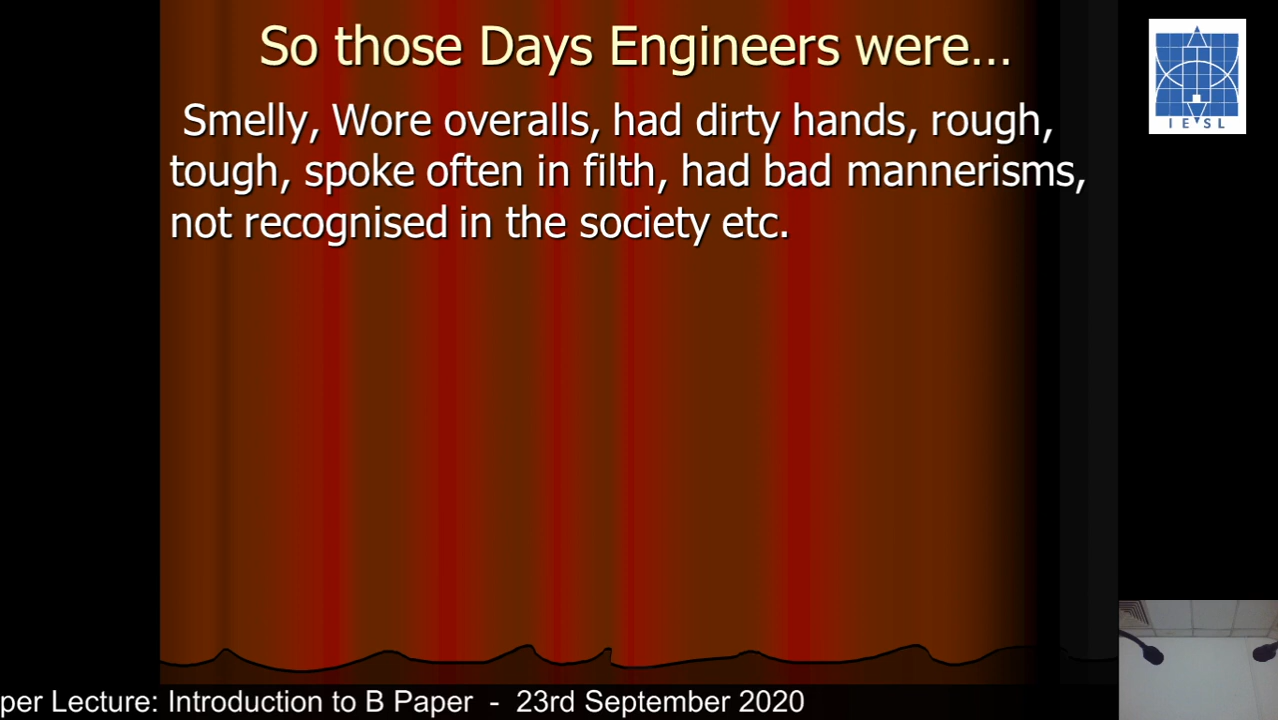 So those Days Engineers were...
Smelly, Wore overalls, had dirty hands, rough,
tough, spoke often in filth, had bad mannerisms,
not recognised in the society etc.
IESL
per Lecture: Introduction to B Paper - 23rd September 2020